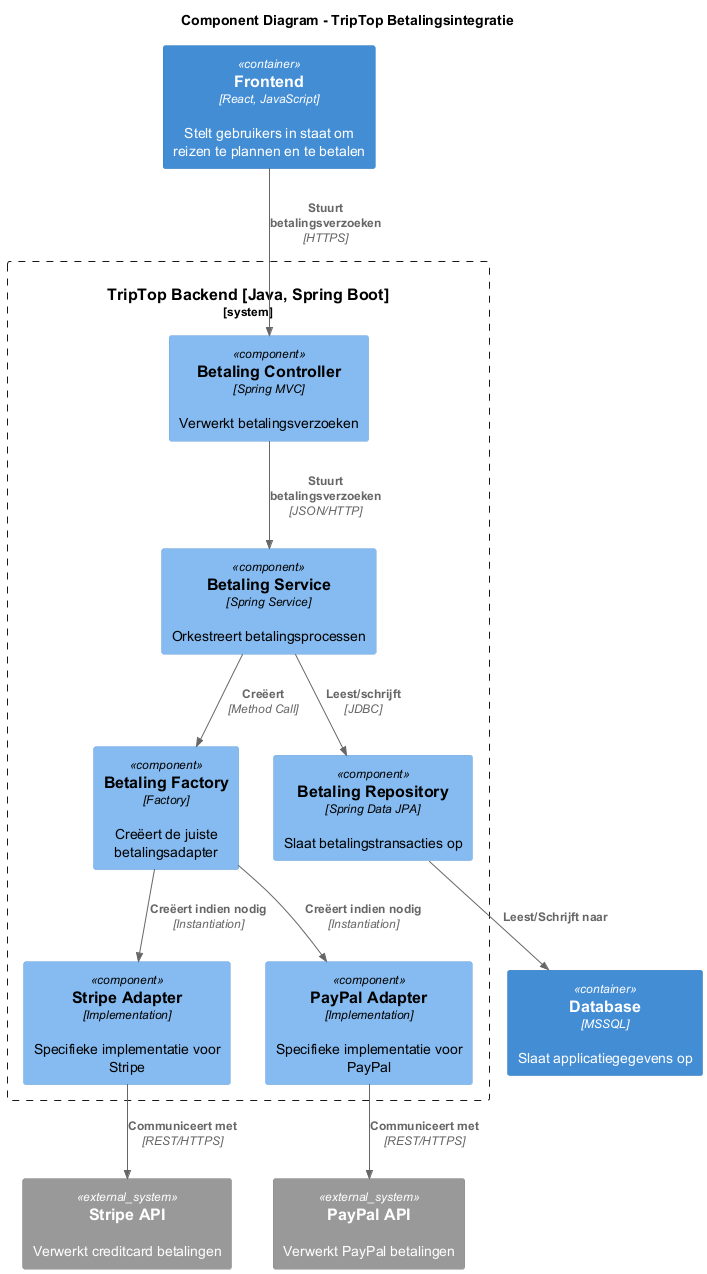 Component Diagram - TripTop Betalingsintegratie
«container»
Frontend
[React, JavaScript]
Stelt gebruikers in staat om
reizen te plannen en te betalen
Stuurt
betalingsverzoeken
[HTTPS]
TripTop Backend [Java, Spring Boot]
[system]
«component»
Betaling Controller
[Spring MVC]
Verwerkt betalingsverzoeken
Stuurt
betalingsverzoeken
[JSON/HTTP]
«component»
Betaling Service
[Spring Service]
Orkestreert betalingsprocessen
Creëert
[Method Call]
Leest/schrijft
[JDBC]
«component»
Betaling Factory
[Factory]
Creëert de juiste
betalingsadapter
«component»
Betaling Repository
[Spring Data JPA]
Slaat betalingstransacties op
Creëert indien nodig
[Instantiation]
Creëert indien nodig
[Instantiation]
Leest/Schrijft naar
«component»
Stripe Adapter
[Implementation]
Specifieke implementatie voor
Stripe
«component»
PayPal Adapter
[Implementation]
Specifieke implementatie voor
PayPal
«container»
Database
[MSSQL]
Slaat applicatiegegevens op
Communiceert met
[REST/HTTPS]
Communiceert met
[REST/HTTPS]
«external_system»
Stripe API
Verwerkt creditcard betalingen
«external_system»
PayPal API
Verwerkt PayPal betalingen